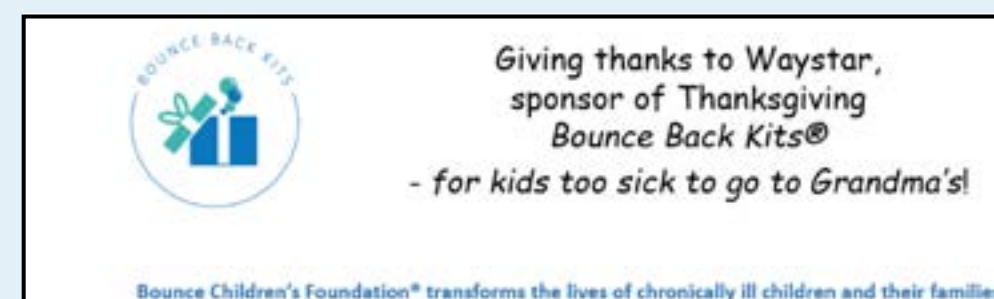 BOUNCE BACK KITS
Giving thanks to Waystar,
sponsor of Thanksgiving
Bounce Back Kits®
- for kids too sick to go to Grandma's!
Bounce Children's Foundation® transforms the lives of chronically ill children and their families